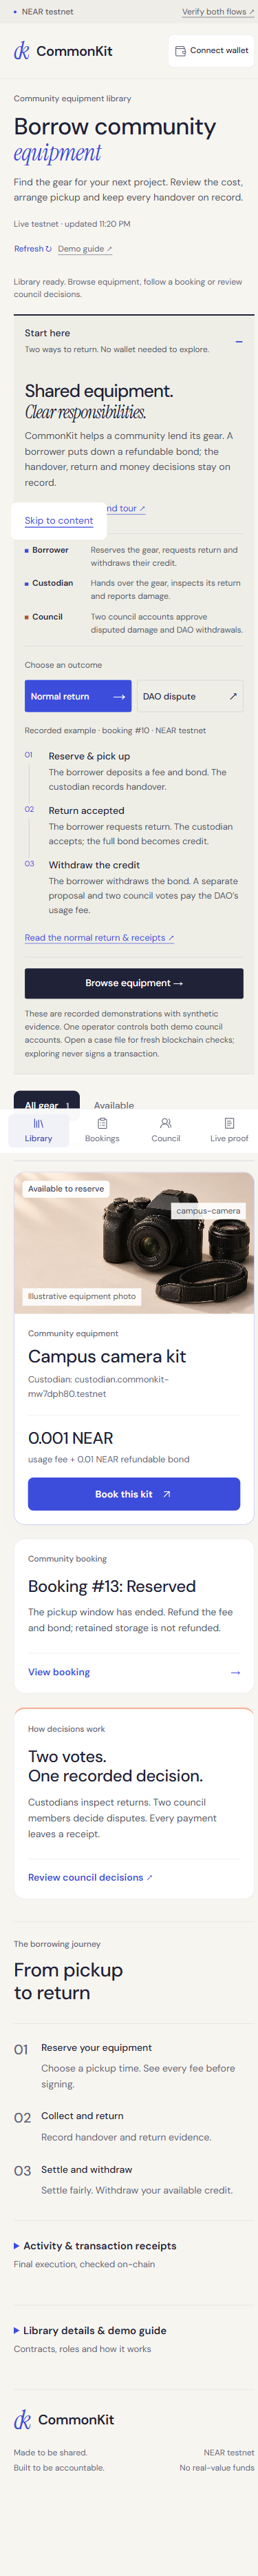 NEAR testnet
Verify both flows ↗
CommonKit
Connect wallet
Community equipment library
Borrow community
equipment
Find the gear for your next project. Review the cost,
arrange pickup and keep every handover on record.
Live testnet · updated 11:20 PM
Refresh ↻
Demo guide ↗
Library ready. Browse equipment, follow a booking or review
council decisions.
Start here
Two ways to return. No wallet needed to explore.
Shared equipment.
Clear responsibilities.
CommonKit helps a community lend its gear. A
borrower puts down a refundable bond; the
handover, return and money decisions stay on
record.
Skip to content
nd tour ↗
Borrower
Reserves the gear, requests return and
withdraws their credit.
Custodian
Hands over the gear, inspects its return
and reports damage.
Council
Two council accounts approve
disputed damage and DAO withdrawals.
Choose an outcome
Normal return →
DAO dispute ↗
Recorded example · booking #10 · NEAR testnet
01
Reserve & pick up
The borrower deposits a fee and bond. The
custodian records handover.
02
Return accepted
The borrower requests return. The custodian
accepts; the full bond becomes credit.
03
Withdraw the credit
The borrower withdraws the bond. A separate
proposal and two council votes pay the DAO's
usage fee.
Read the normal return & receipts ↗
Browse equipment →
These are recorded demonstrations with synthetic
evidence. One operator controls both demo council
accounts. Open a case file for fresh blockchain checks;
exploring never signs a transaction.
All gear 1
Available
Library
Bookings
Council
Live proof
Available to reserve
campus-camera
Illustrative equipment photo
Community equipment
Campus camera kit
Custodian: custodian.commonkit-
mw7dph80.testnet
0.001 NEAR
usage fee + 0.01 NEAR refundable bond
Book this kit ↗
Community booking
Booking #13: Reserved
The pickup window has ended. Refund the fee
and bond; retained storage is not refunded.
View booking →
How decisions work
Two votes.
One recorded decision.
Custodians inspect returns. Two council
members decide disputes. Every payment
leaves a receipt.
Review council decisions ↗
The borrowing journey
From pickup
to return
01
Reserve your equipment
Choose a pickup time. See every fee before
signing.
02
Collect and return
Record handover and return evidence.
03
Settle and withdraw
Settle fairly. Withdraw your available credit.
Activity & transaction receipts
Final execution, checked on-chain
Library details & demo guide
Contracts, roles and how it works
CommonKit
Made to be shared.
Built to be accountable.
NEAR testnet
No real-value funds